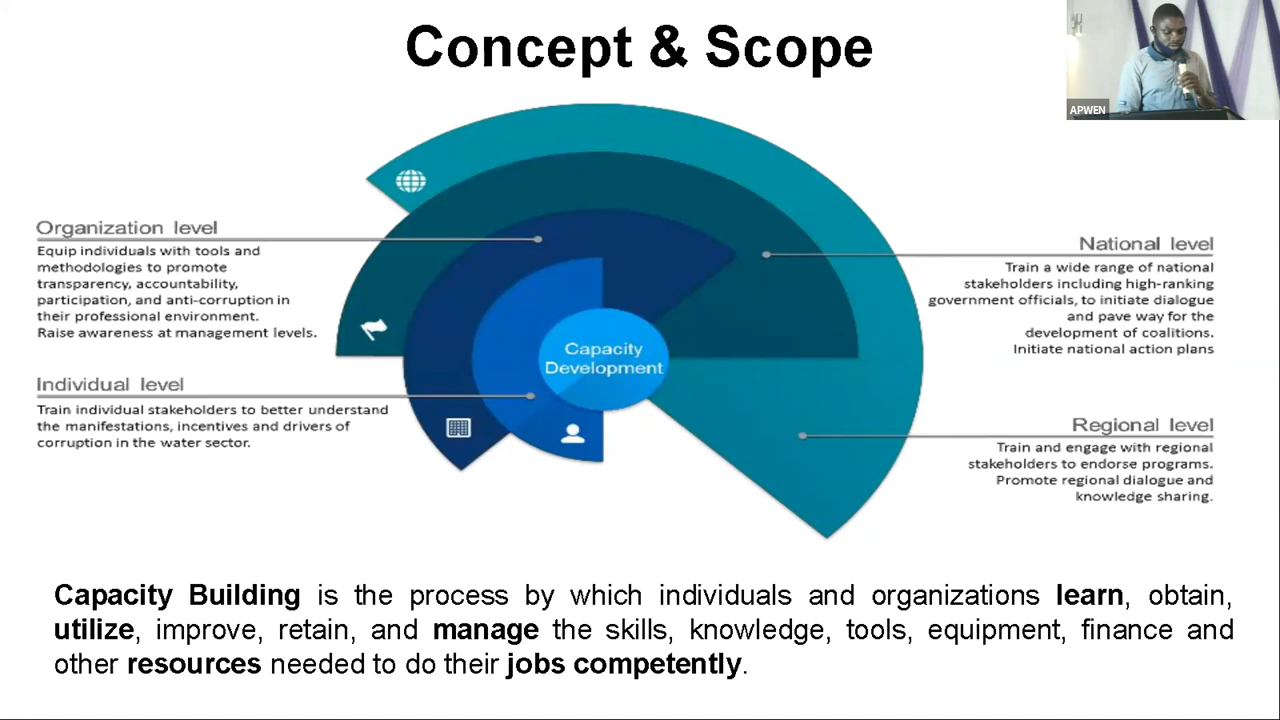 Concept & Scope
APWEN
Organization level
Equip individuals with tools and
methodologies to promote
transparency, accountability,
participation, and anti-corruption in
their professional environment.
Raise awareness at management levels.
Individual level
Train individual stakeholders to better understand
the manifestations, incentives and drivers of
corruption in the water sector.
Capacity
Development
National level
Train a wide range of national
stakeholders including high-ranking
government officials, to initiate dialogue
and pave way for the
development of coalitions.
Initiate national action plans
Regional level
Train and engage with regional
stakeholders to endorse programs.
Promote regional dialogue and
knowledge sharing.
Capacity Building is the process by which individuals and organizations learn, obtain,
utilize, improve, retain, and manage the skills, knowledge, tools, equipment, finance and
other resources needed to do their jobs competently.